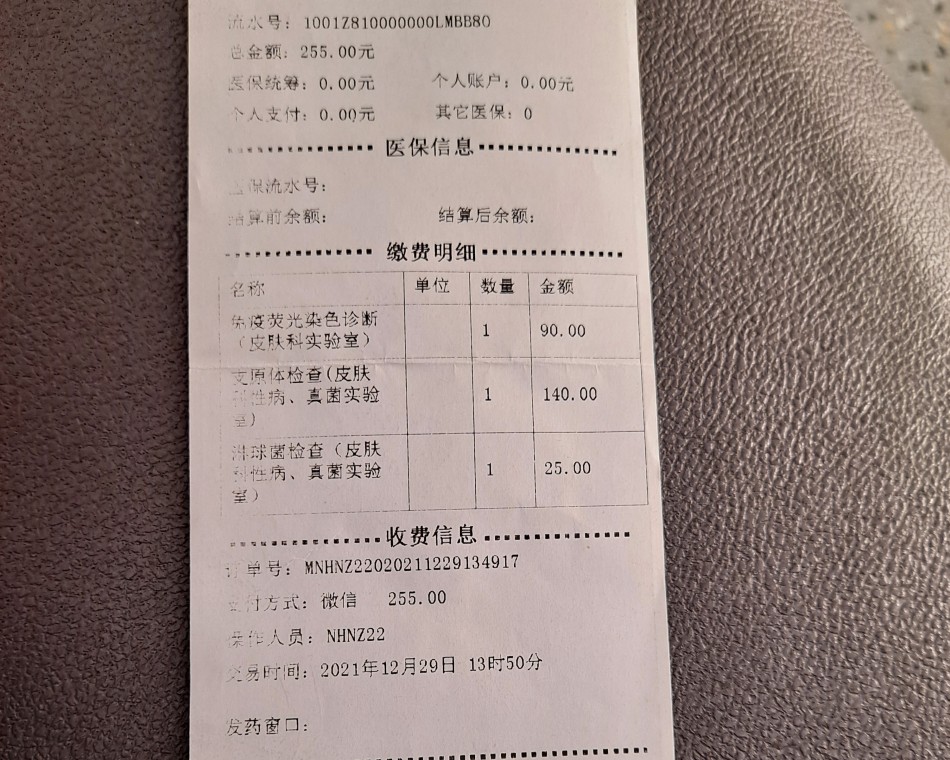 流水号: 1001Z810000000LMBB80
总金额: 255.00元
医保统筹: 0.00元 个人账户: 0.00元
个人支付: 0.00元 其它医保: 0
医保信息
医保流水号:
结算前余额: 结算后余额:
缴费明细
名称 单位 数量 金额
免疫荧光染色诊断
（皮肤科实验室） 1 90.00
支原体检查(皮肤
科性病、真菌实验 1 140.00
室)
淋球菌检查（皮肤
科性病、真菌实验 1 25.00
室）
收费信息
订单号: MNHNZ22020211229134917
支付方式: 微信 255.00
操作人员: NHNZ22
交易时间: 2021年12月29日 13时50分
发药窗口: